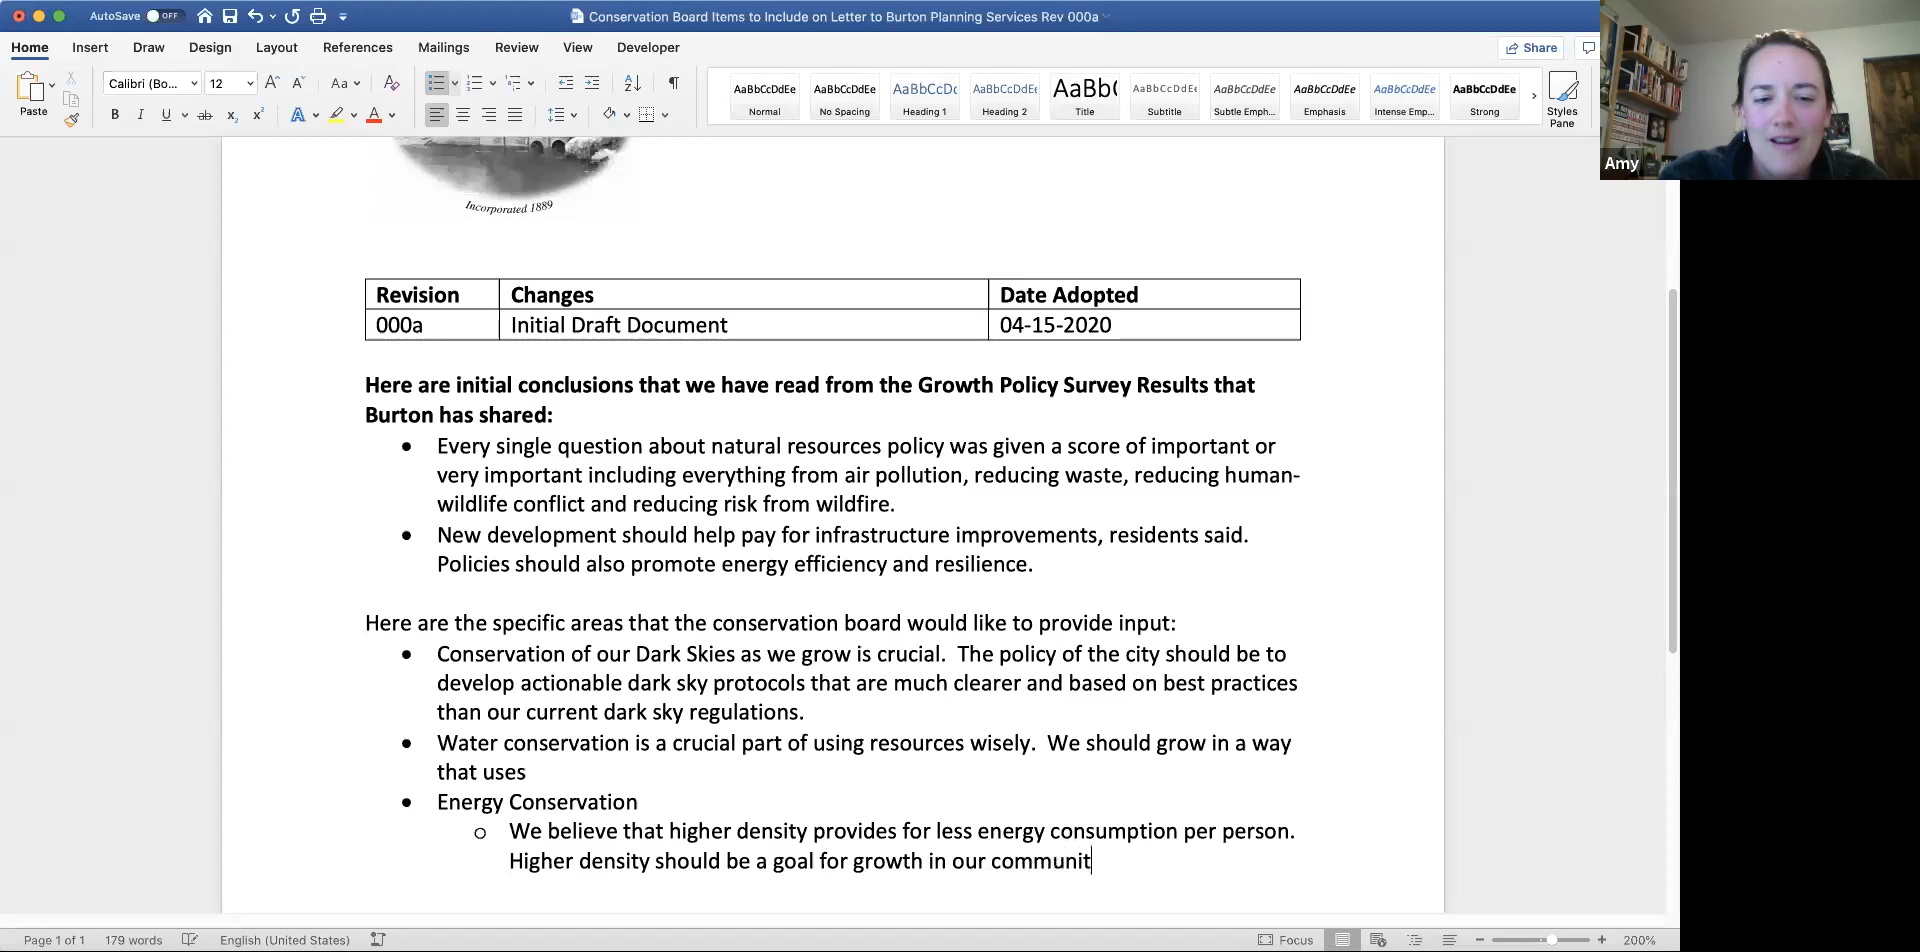 AutoSave OFF
Conservation Board Items to Include on Letter to Burton Planning Services Rev 000a
Home Insert Draw Design Layout References Mailings Review View Developer
Share
Paste
Calibri (Bo... 12
AaBbCcDdEe AaBbCcDdEe AaBbCcDc AaBbCcDdEe AaBb( AaBbCcDdEe AaBbCcDdEe AaBbCcDdEe AaBbCcDdEe AaBbCcDdEe
Normal No Spacing Heading 1 Heading 2 Title Subtitle Subtle Emph... Emphasis Intense Emp... Strong
Styles
Pane
Amy
Incorporated 1889
Revision Changes Date Adopted
000a Initial Draft Document 04-15-2020
Here are initial conclusions that we have read from the Growth Policy Survey Results that
Burton has shared:
• Every single question about natural resources policy was given a score of important or
very important including everything from air pollution, reducing waste, reducing human-
wildlife conflict and reducing risk from wildfire.
• New development should help pay for infrastructure improvements, residents said.
Policies should also promote energy efficiency and resilience.
Here are the specific areas that the conservation board would like to provide input:
• Conservation of our Dark Skies as we grow is crucial. The policy of the city should be to
develop actionable dark sky protocols that are much clearer and based on best practices
than our current dark sky regulations.
• Water conservation is a crucial part of using resources wisely. We should grow in a way
that uses
• Energy Conservation
o We believe that higher density provides for less energy consumption per person.
Higher density should be a goal for growth in our communit
Page 1 of 1 179 words English (United States) Focus 200%